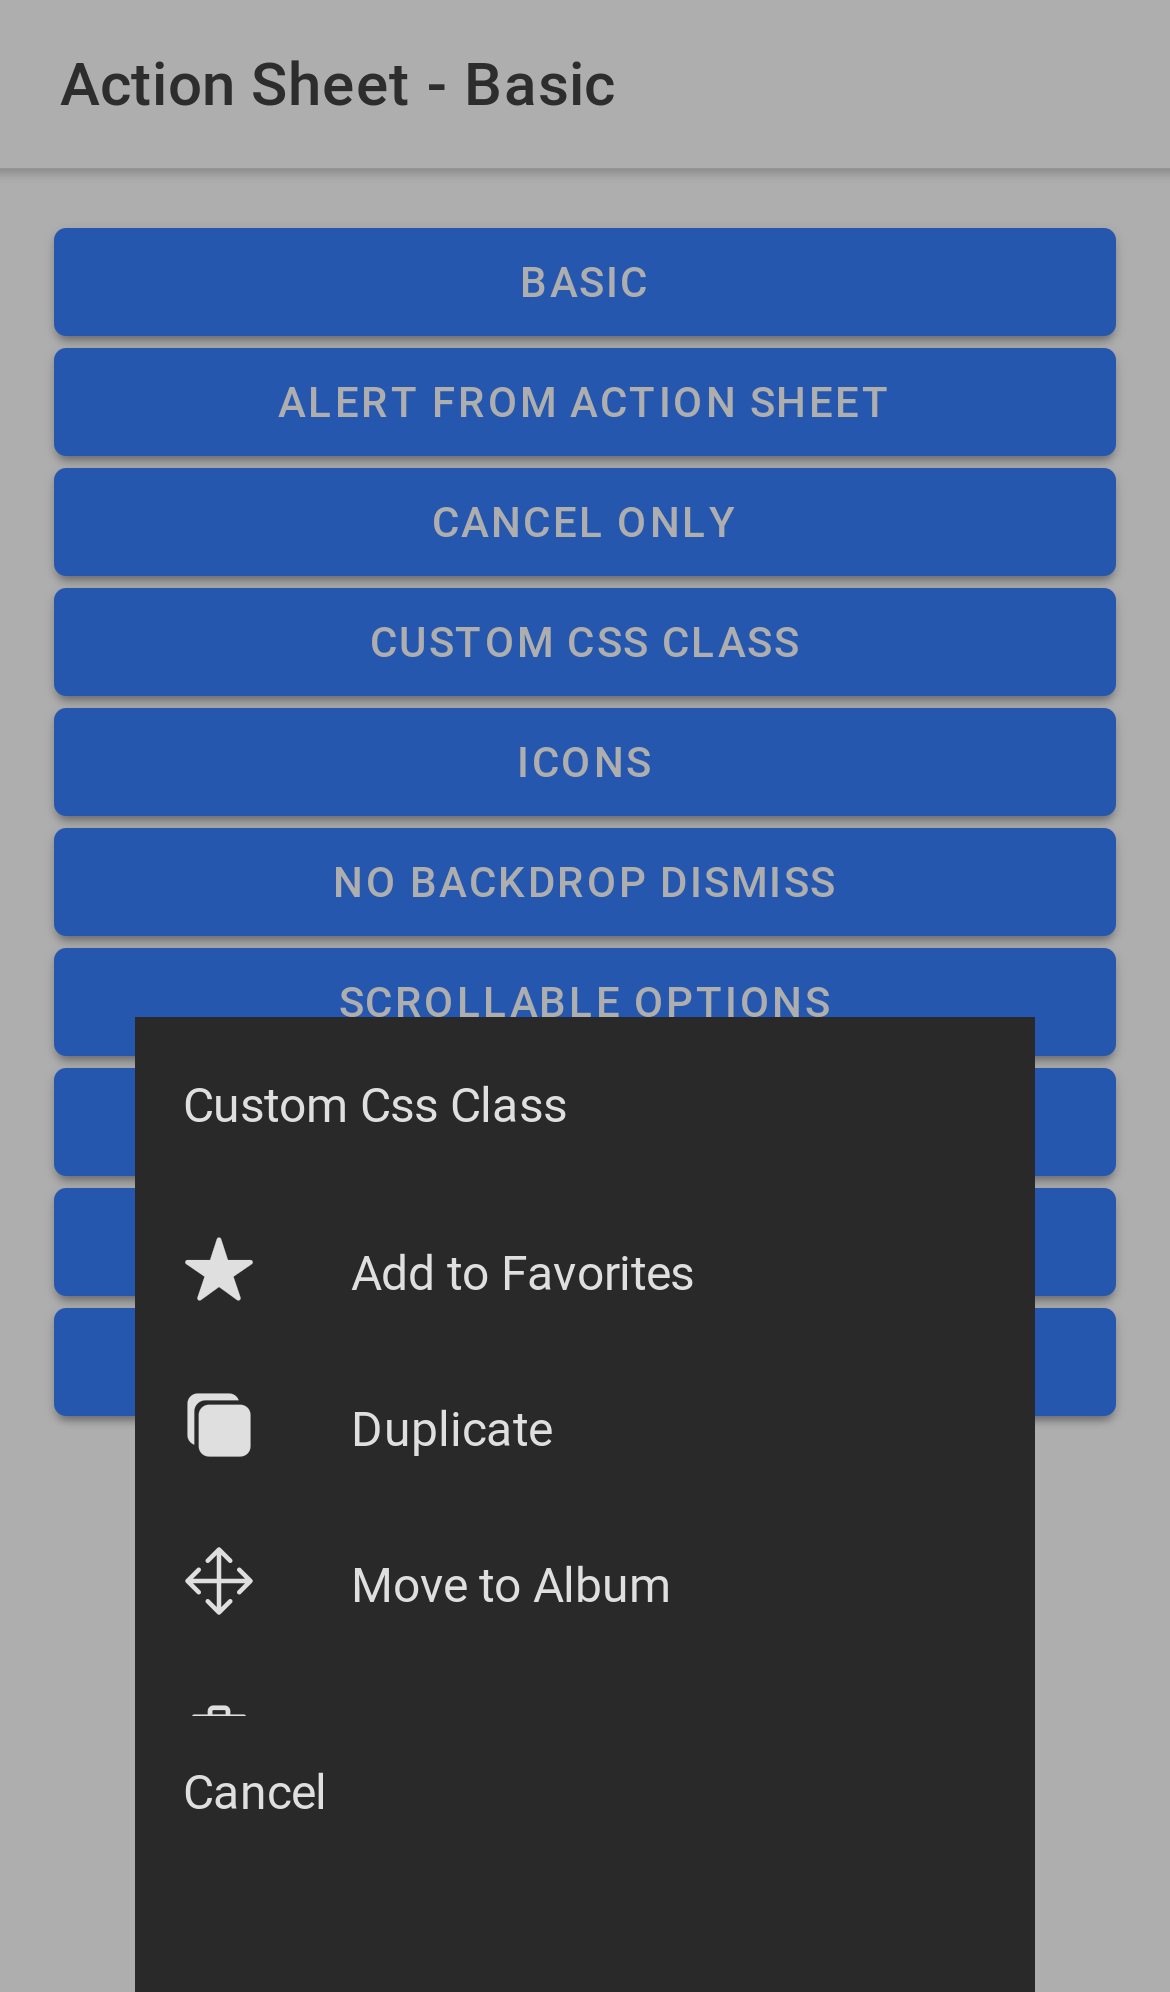 Action Sheet - Basic
BASIC
ALERT FROM ACTION SHEET
CANCEL ONLY
CUSTOM CSS CLASS
ICONS
NO BACKDROP DISMISS
SCROLLABLE OPTIONS
Custom Css Class
Add to Favorites
Duplicate
Move to Album
Cancel